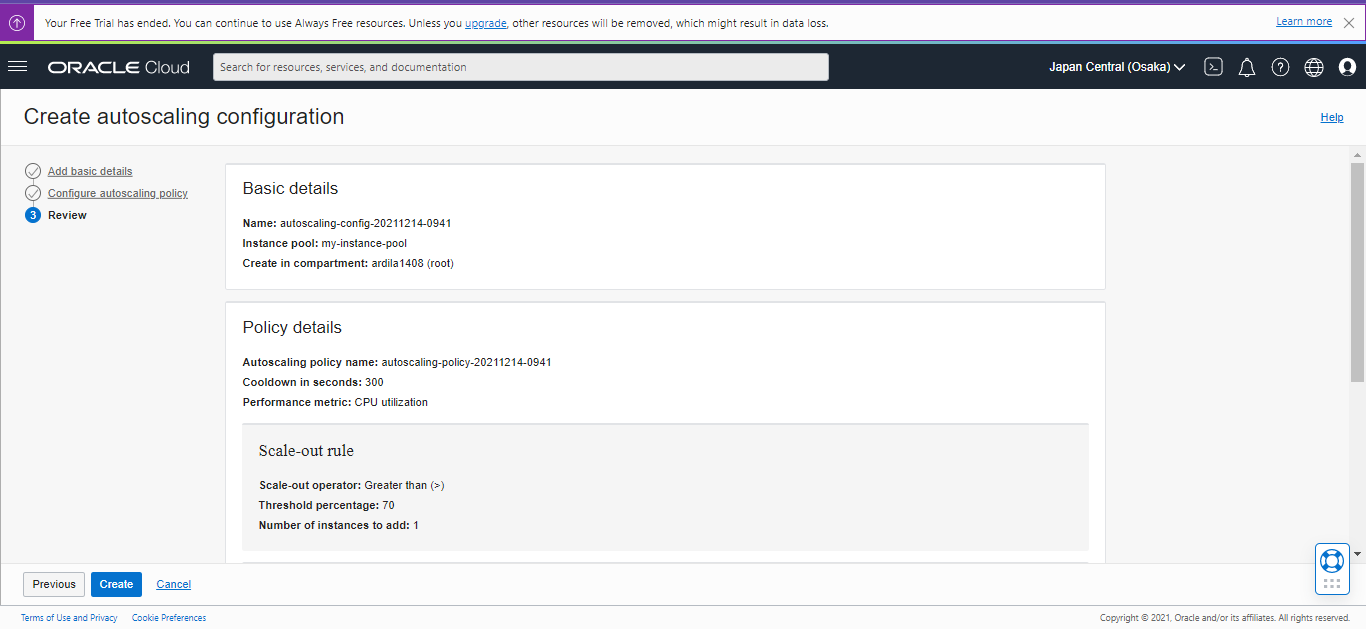 Your Free Trial has ended. You can continue to use Always Free resources. Unless you upgrade, other resources will be removed, which might result in data loss.
Learn more
ORACLE Cloud
Search for resources, services, and documentation
Japan Central (Osaka)
Create autoscaling configuration
Help
Add basic details
Configure autoscaling policy
3 Review
Basic details
Name: autoscaling-config-20211214-0941
Instance pool: my-instance-pool
Create in compartment: ardila1408 (root)
Policy details
Autoscaling policy name: autoscaling-policy-20211214-0941
Cooldown in seconds: 300
Performance metric: CPU utilization
Scale-out rule
Scale-out operator: Greater than (>)
Threshold percentage: 70
Number of instances to add: 1
Previous
Create
Cancel
Terms of Use and Privacy
Cookie Preferences
Copyright © 2021, Oracle and/or its affiliates. All rights reserved.